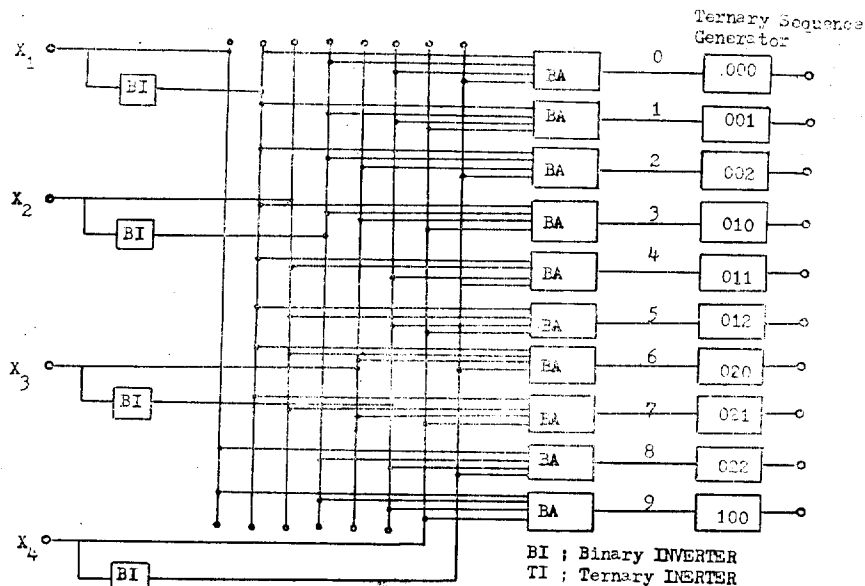 Ternary Sequence
Generator
X1
BI
BA 0 000
BA 1 001
BA 2 002
X2
BI
BA 3 010
BA 4 011
BA 5 012
X3
BI
BA 6 020
BA 7 021
BA 8 022
BA 9 100
X4
BI
BI ; Binary INVERTER
TI ; Ternary INERTER